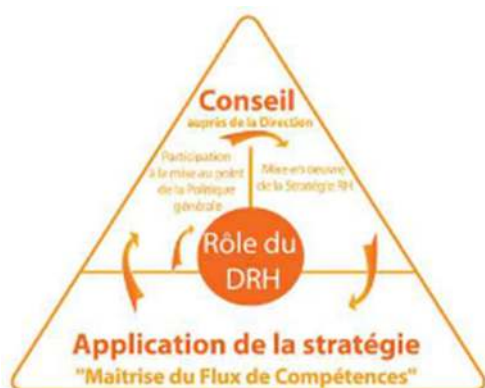 Conseil
auprès de la Direction
Participation
à la mise au point
de la Politique
générale
Mise en oeuvre
de la Stratégie RH
Rôle du
DRH
Application de la stratégie
"Maitrise du Flux de Compétences"